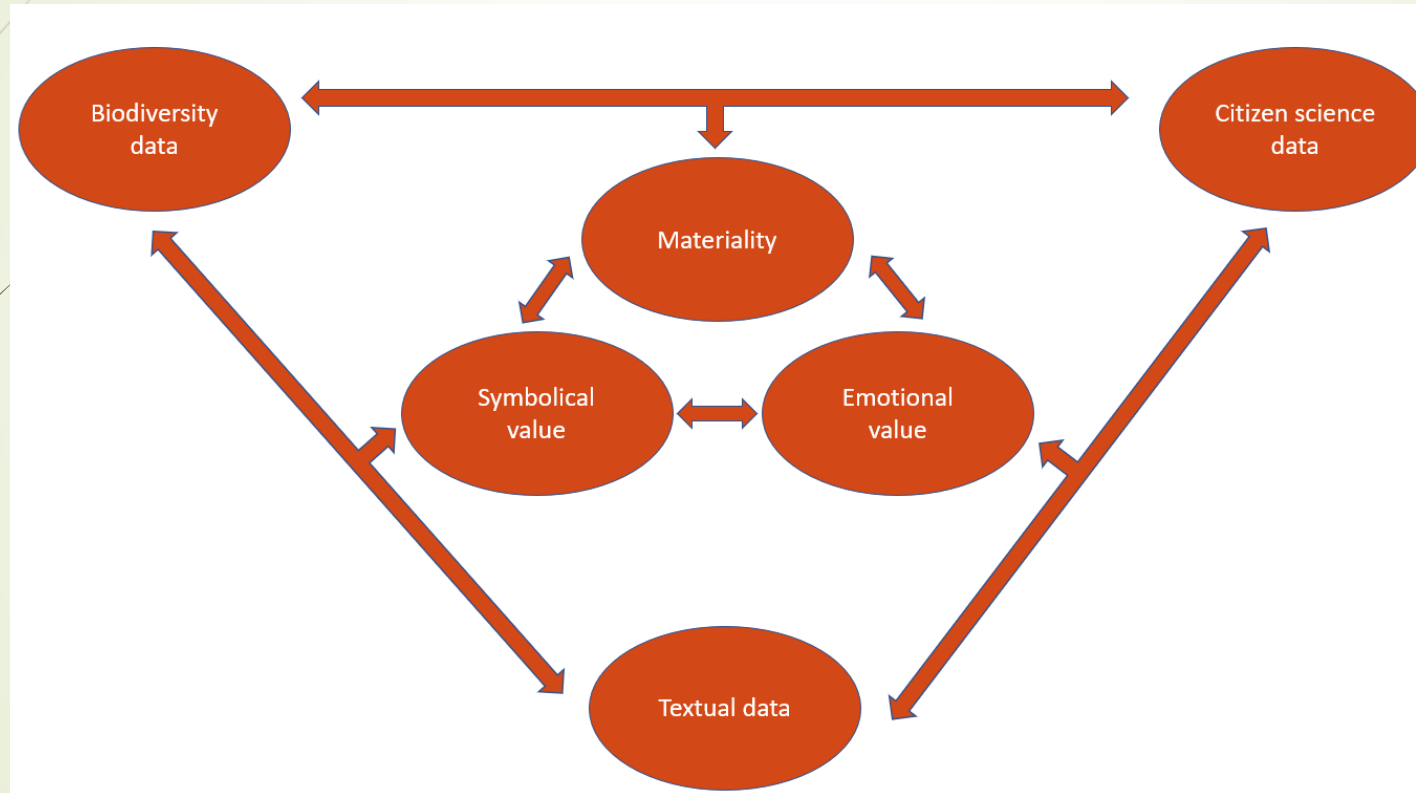 Biodiversity
data
Citizen science
data
Materiality
Symbolical
value
Emotional
value
Textual data